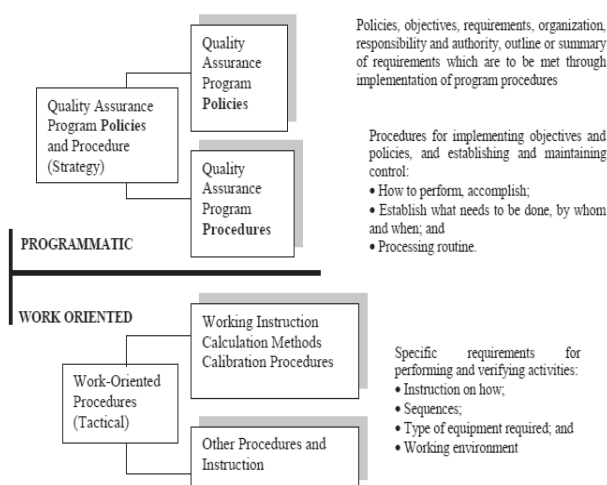 Quality
Assurance
Program
Policies
Policies, objectives, requirements, organization,
responsibility and authority, outline or summary
of requirements which are to be met through
implementation of program procedures
Quality Assurance
Program Policies
and Procedure
(Strategy)
Quality
Assurance
Program
Procedures
Procedures for implementing objectives and
policies, and establishing and maintaining
control:
• How to perform, accomplish;
• Establish what needs to be done, by whom
and when; and
• Processing routine.
PROGRAMMATIC
WORK ORIENTED
Working Instruction
Calculation Methods
Calibration Procedures
Work-Oriented
Procedures
(Tactical)
Other Procedures and
Instruction
Specific requirements for
performing and verifying activities:
• Instruction on how;
• Sequences;
• Type of equipment required; and
• Working environment